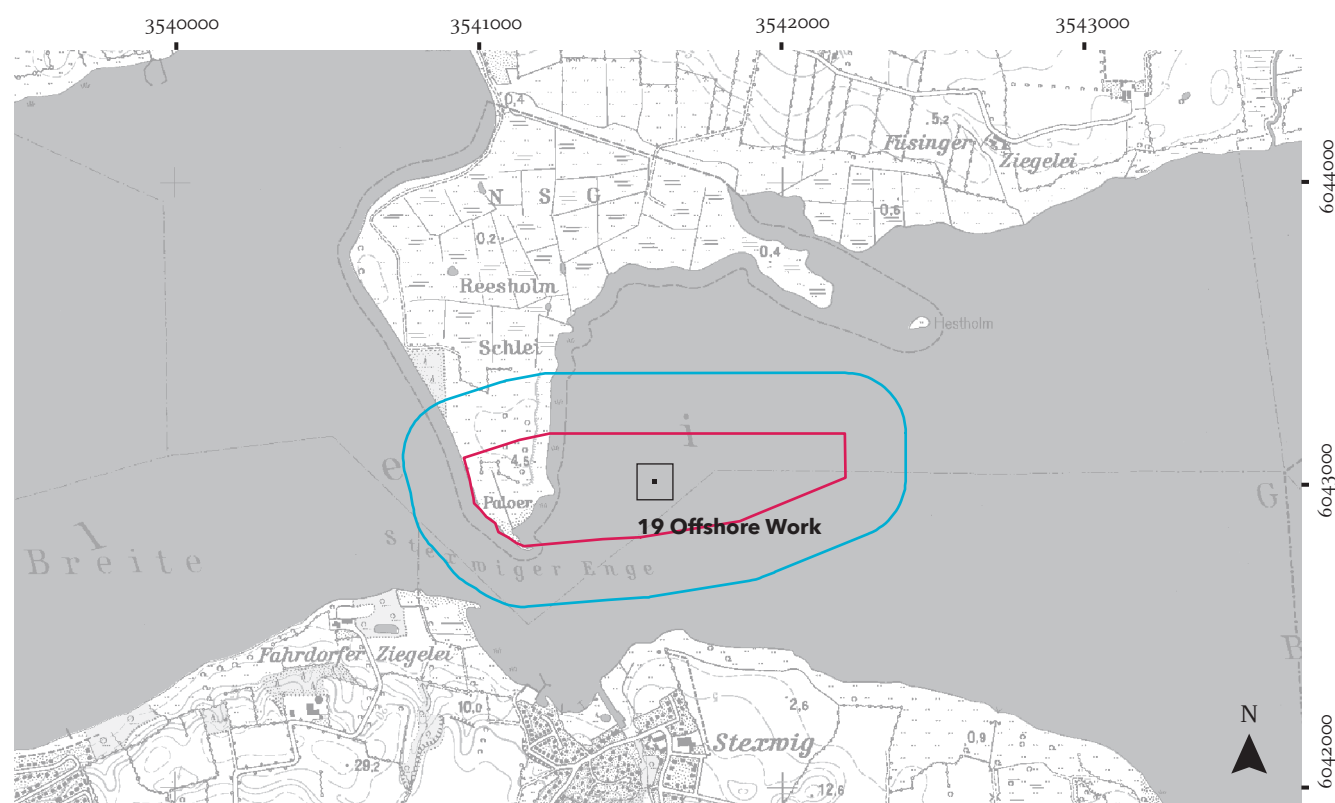 3540000
3541000
3542000
3543000
0.4
5.2
Füsinger
Ziegelei
6044000
N S G
0.6
0.2
0.4
Reesholm
Hestholm
Schlei
i
e
4.5
6043000
Paloer
G
19 Offshore Work
l
Breite
Stexwiger Enge
B
Fahrdorfer Ziegelei
10.0
2,6
N
Stexwig
0,9
29,2
12,6
6042000